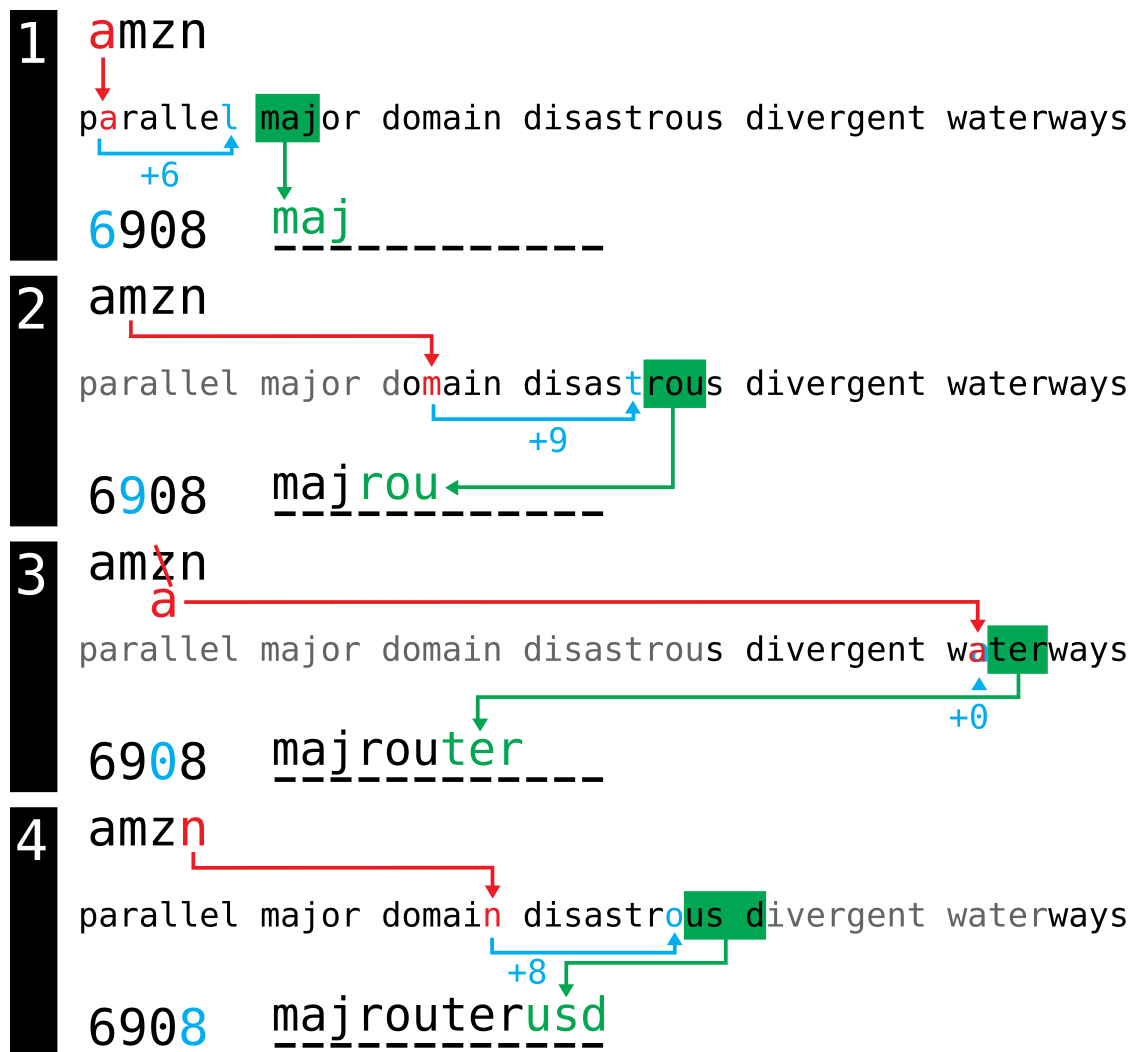 1
amzn
parallel major domain disastrous divergent waterways
+6
6908 maj
2
amzn
parallel major domain disastrous divergent waterways
+9
6908 majrou
3
amzn
a
parallel major domain disastrous divergent waterways
+0
6908 majrouter
4
amzn
parallel major domain disastrous divergent waterways
+8
6908 majrouterusd